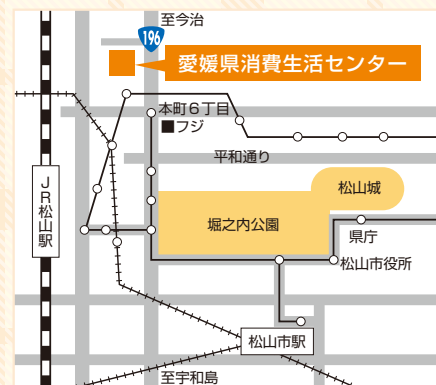 至今治
196
愛媛県消費生活センター
本町6丁目
■フジ
平和通り
松山城
JR松山駅
堀之内公園
県庁
松山市役所
松山市駅
至宇和島